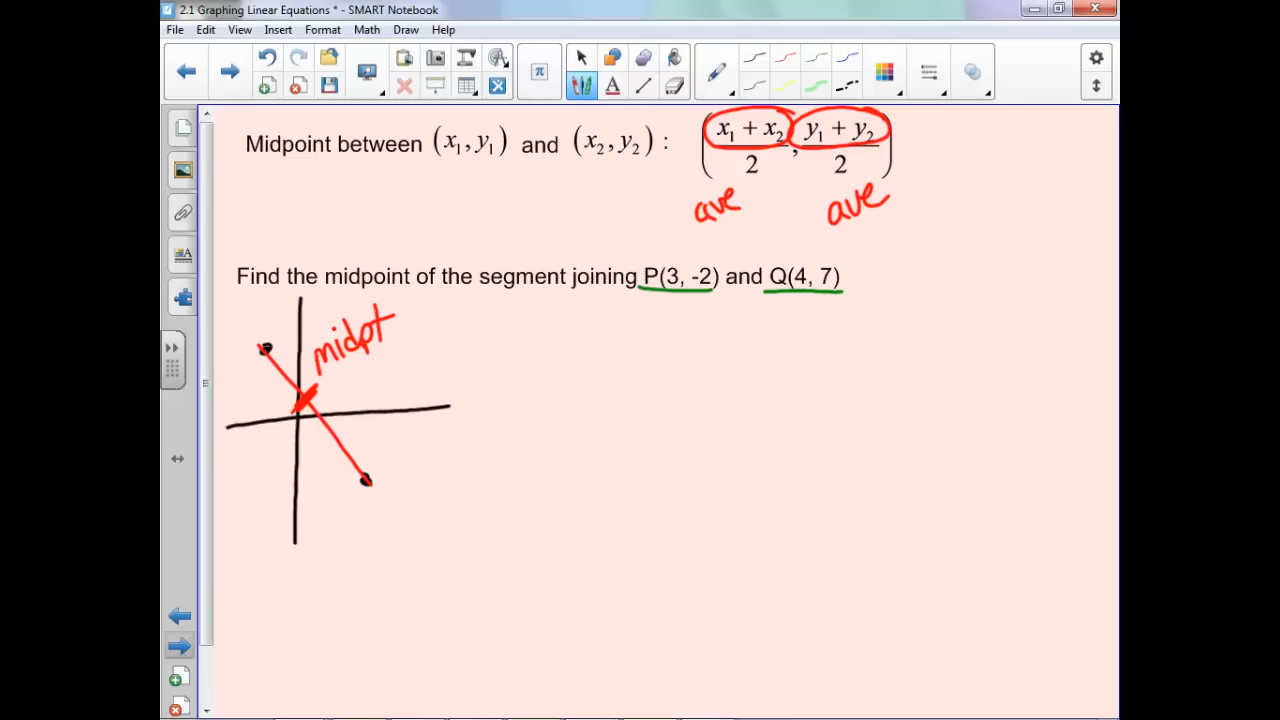 2.1 Graphing Linear Equations * - SMART Notebook
File Edit View Insert Format Math Draw Help
π A
Midpoint between (x₁, y₁) and (x₂, y₂) : ((x₁ + x₂)/2, (y₁ + y₂)/2)
ave ave
Find the midpoint of the segment joining P(3, -2) and Q(4, 7)
midpt